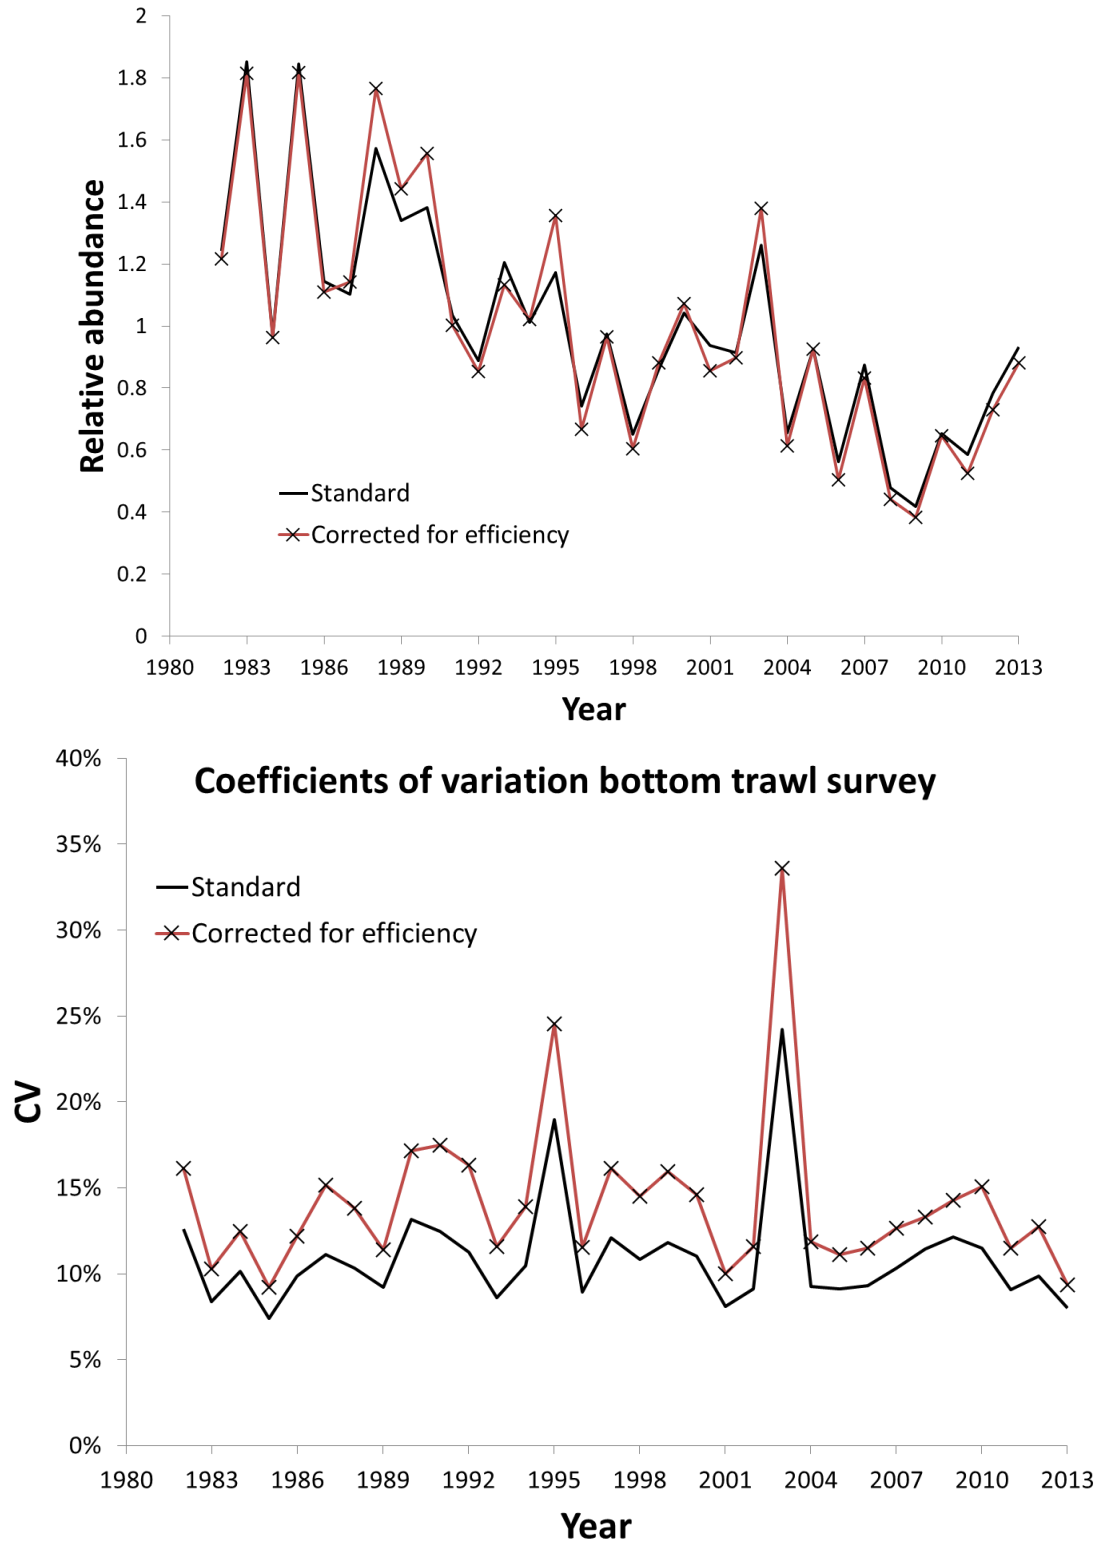 2
1.8
1.6
1.4
1.2
1
0.8
0.6
0.4
0.2
0
Relative abundance
Standard
Corrected for efficiency
1980 1983 1986 1989 1992 1995 1998 2001 2004 2007 2010 2013
Year
40%
35%
30%
25%
20%
15%
10%
5%
0%
CV
Coefficients of variation bottom trawl survey
Standard
Corrected for efficiency
1980 1983 1986 1989 1992 1995 1998 2001 2004 2007 2010 2013
Year